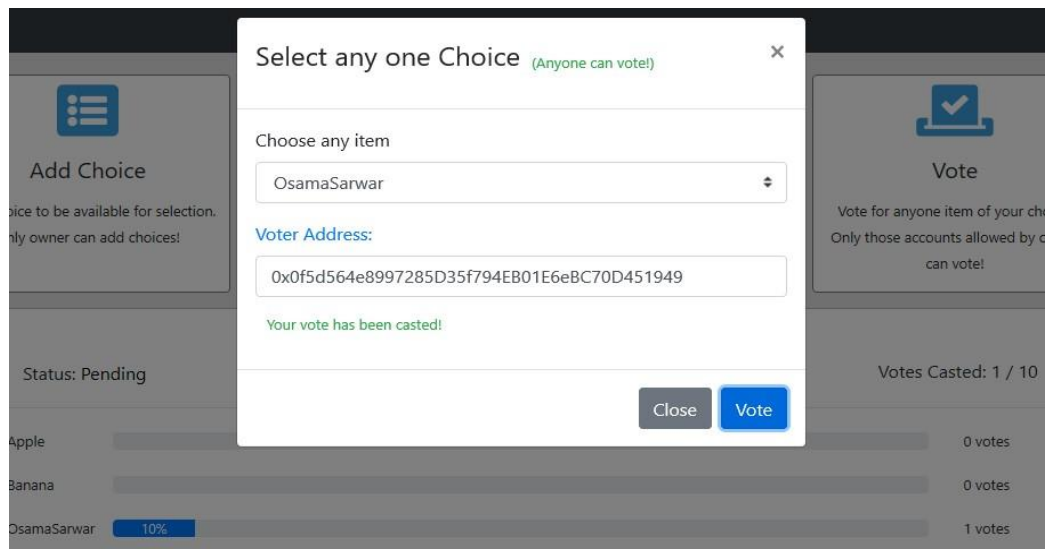 Select any one Choice (Anyone can vote!) ×
Choose any item
OsamaSarwar
Voter Address:
0x0f5d564e8997285D35f794EB01E6eBC70D451949
Your vote has been casted!
Close Vote
Add Choice
to be available for selection.
owner can add choices!
Vote
Vote for anyone item of your
Only those accounts allowed by
can vote!
Status: Pending
Votes Casted: 1 / 10
Apple 0 votes
Banana 0 votes
OsamaSarwar 10% 1 votes